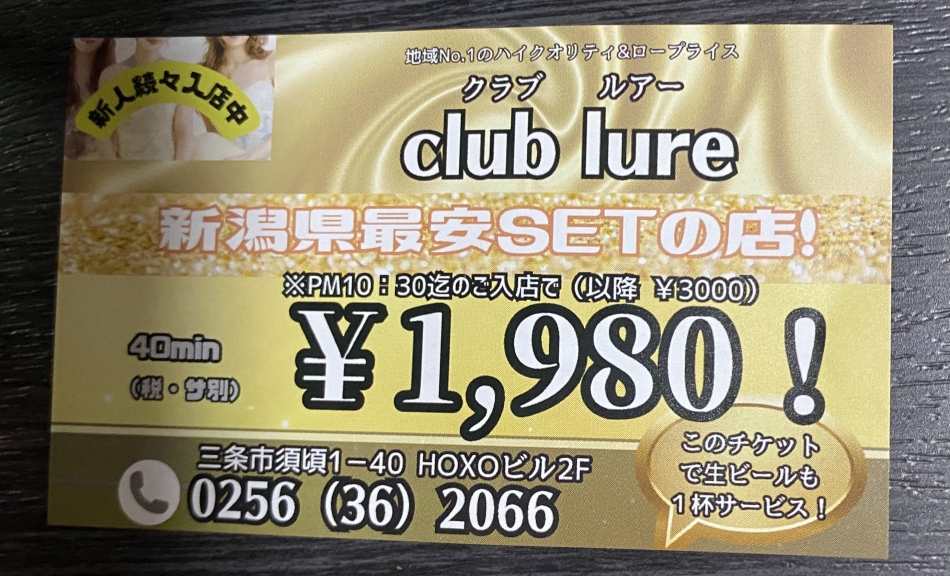 新人続々入店中
地域No.1のハイクオリティ&ロープライス
クラブ ルアー
club lure
新潟県最安SETの店!
※PM10:30迄のご入店で(以降 ¥3000)
40min
(税・サ別)
¥1,980!
三条市須頃1-40 HOXOビル2F
0256(36)2066
このチケット
で生ビールも
1杯サービス!